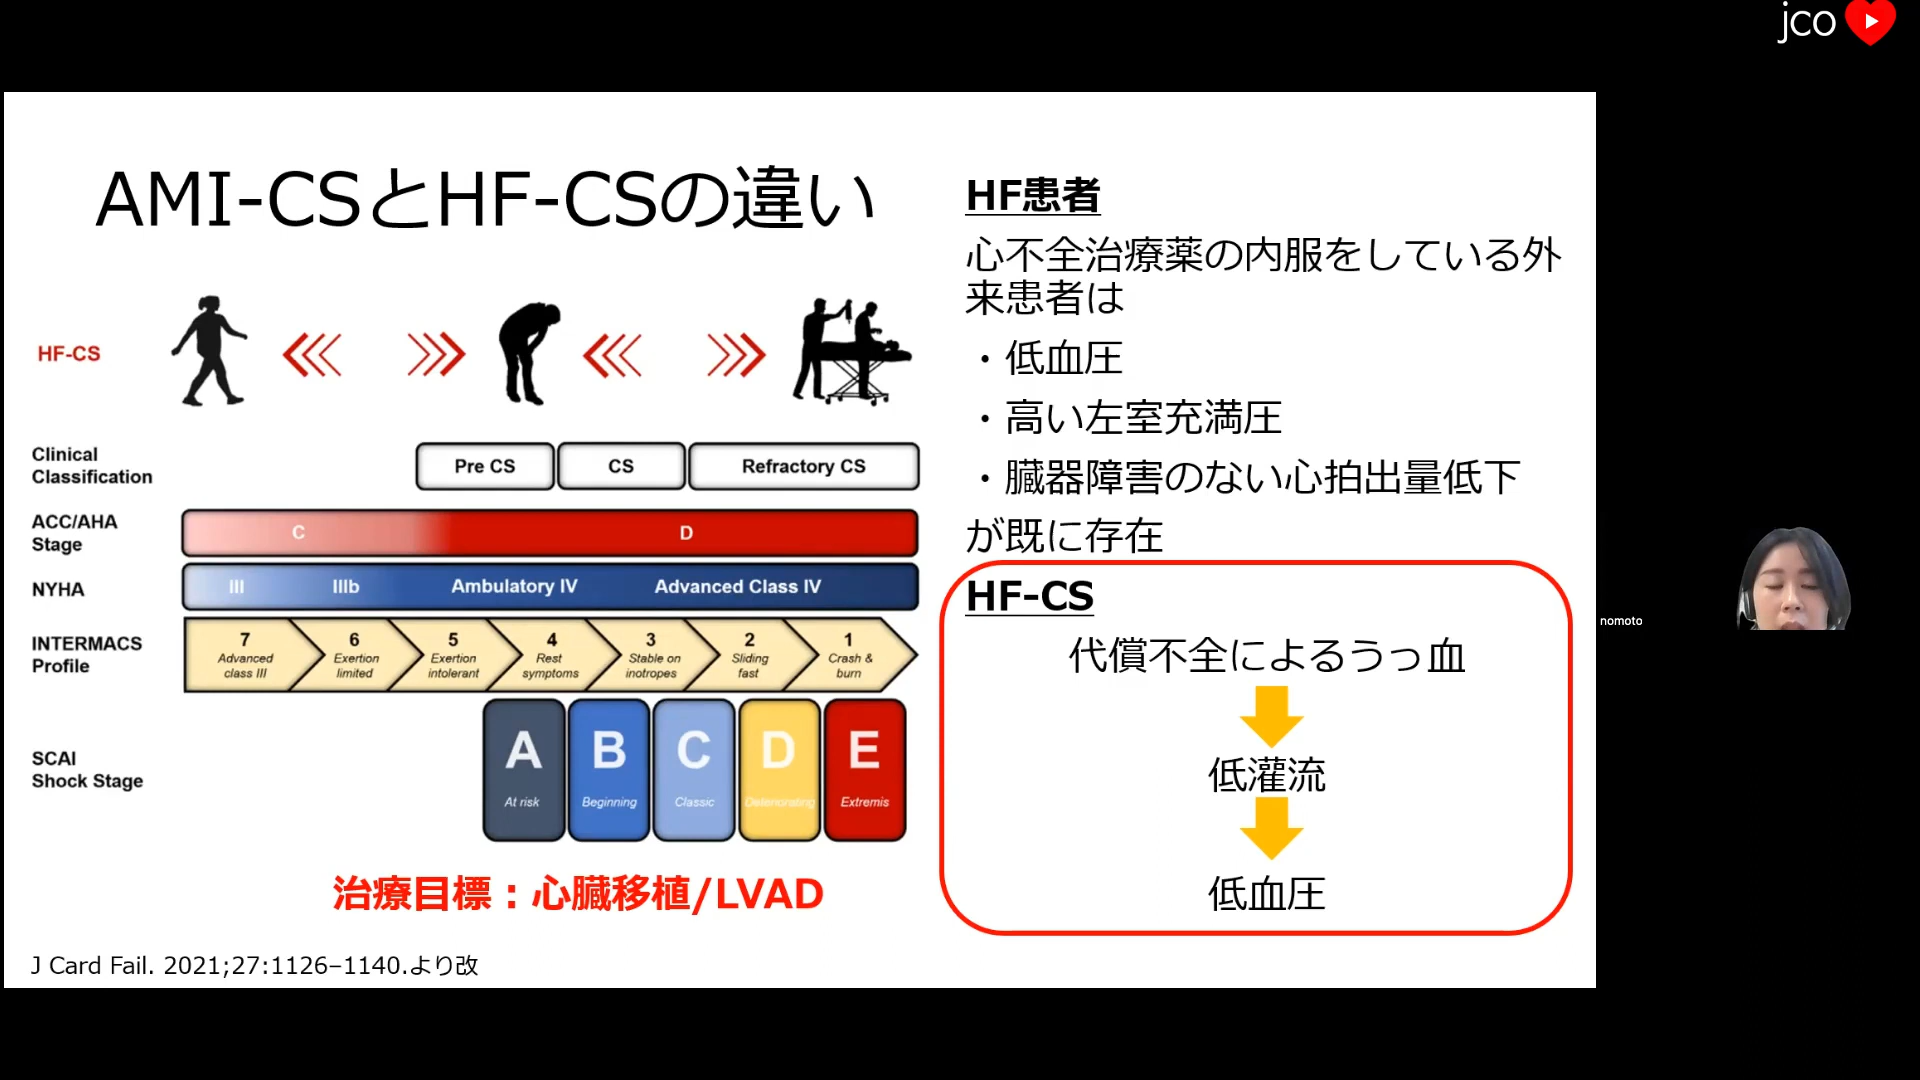 jco
AMI-CSとHF-CSの違い
HF-CS
Clinical
Classification
Pre CS
CS
Refractory CS
ACC/AHA
Stage
C
D
NYHA
III
IIIb
Ambulatory IV
Advanced Class IV
INTERMACS
Profile
7
Advanced
class III
6
Exertion
limited
5
Exertion
intolerant
4
Rest
symptoms
3
Stable on
inotropes
2
Sliding
fast
1
Crash &
burn
SCAI
Shock Stage
A
At risk
B
Beginning
C
Classic
D
Deteriorating
E
Extremis
治療目標：心臓移植/LVAD
J Card Fail. 2021;27:1126–1140.より改
HF患者
心不全治療薬の内服をしている外
来患者は
・低血圧
・高い左室充満圧
・臓器障害のない心拍出量低下
が既に存在
HF-CS
代償不全によるうっ血
低灌流
低血圧
nomoto